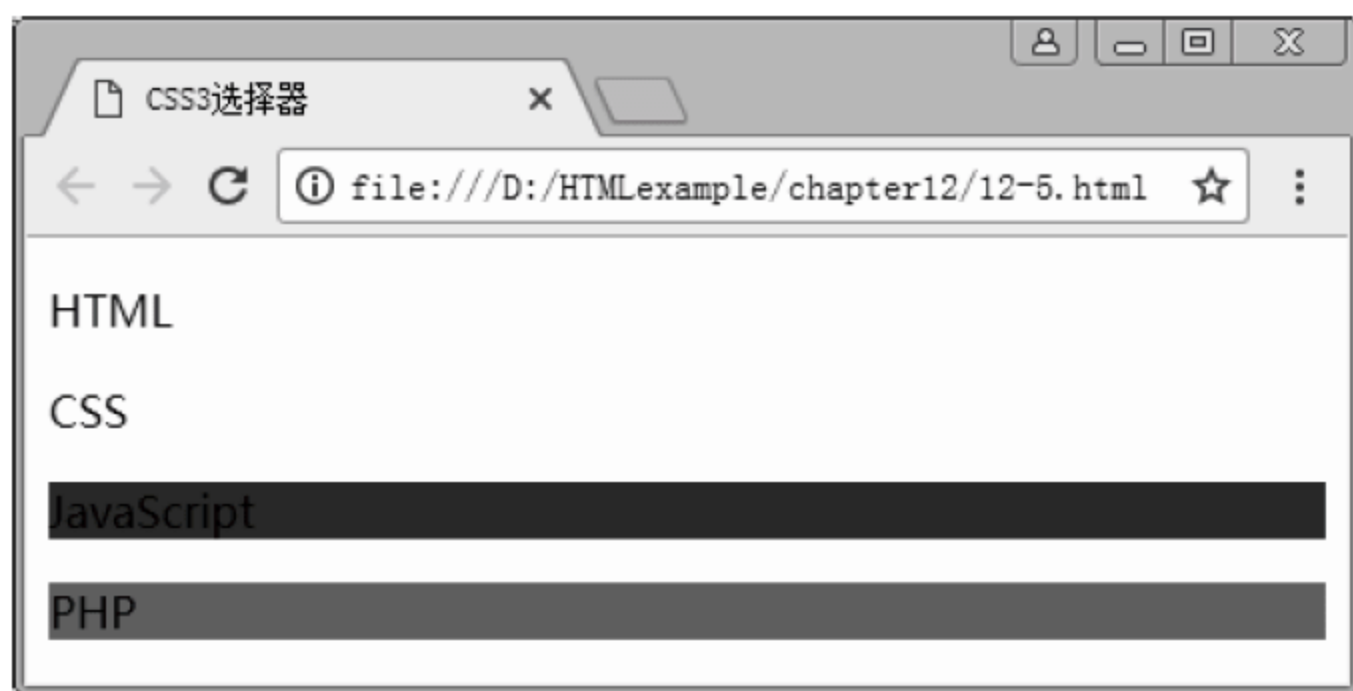 CSS3选择器
file:///D:/HTMLexample/chapter12/12-5.html
HTML
CSS
JavaScript
PHP